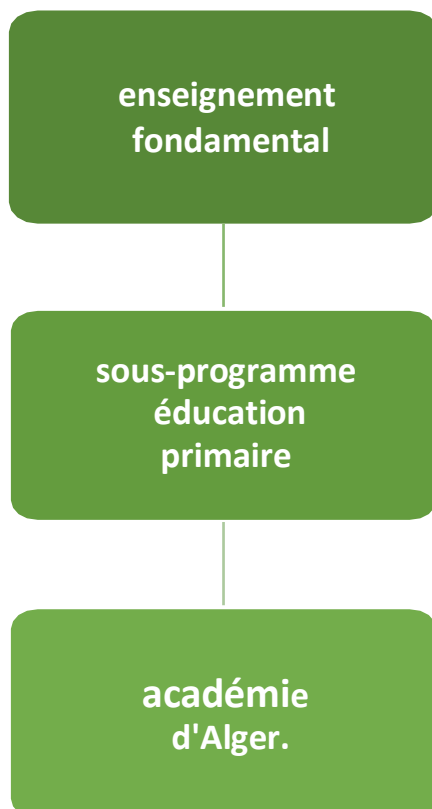 enseignement
fondamental
sous-programme
éducation
primaire
académie
d'Alger.